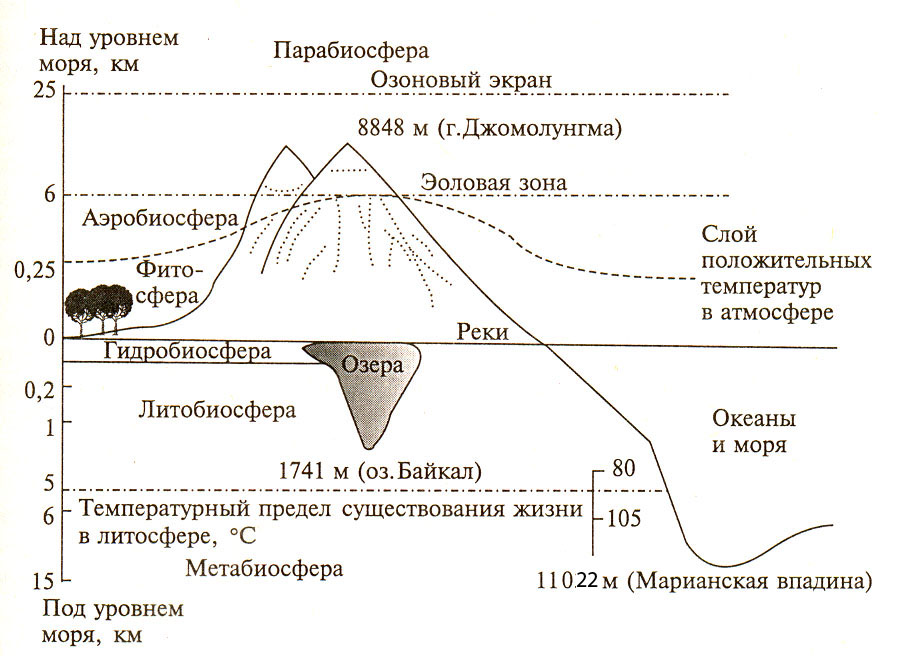 Над уровнем
моря, км
Парабиосфера
Озоновый экран
25
8848 м (г.Джомолунгма)
6
Эоловая зона
Аэробиосфера
Слой
положительных
температур
в атмосфере
0,25
Фито-
сфера
0
Реки
Гидробиосфера
Озера
0,2
Литобиосфера
1
Океаны
и моря
1741 м (оз.Байкал)
80
5
6
Температурный предел существования жизни
в литосфере, °С
105
Метабиосфера
15
11022 м (Марианская впадина)
Под уровнем
моря, км